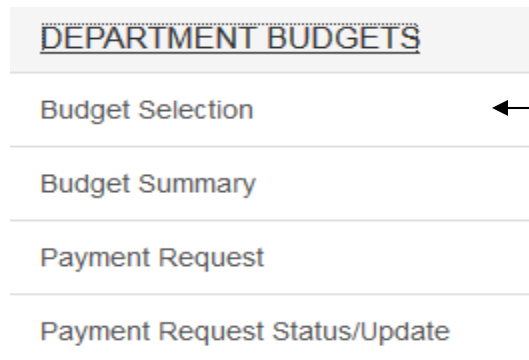 DEPARTMENT BUDGETS
Budget Selection
Budget Summary
Payment Request
Payment Request Status/Update